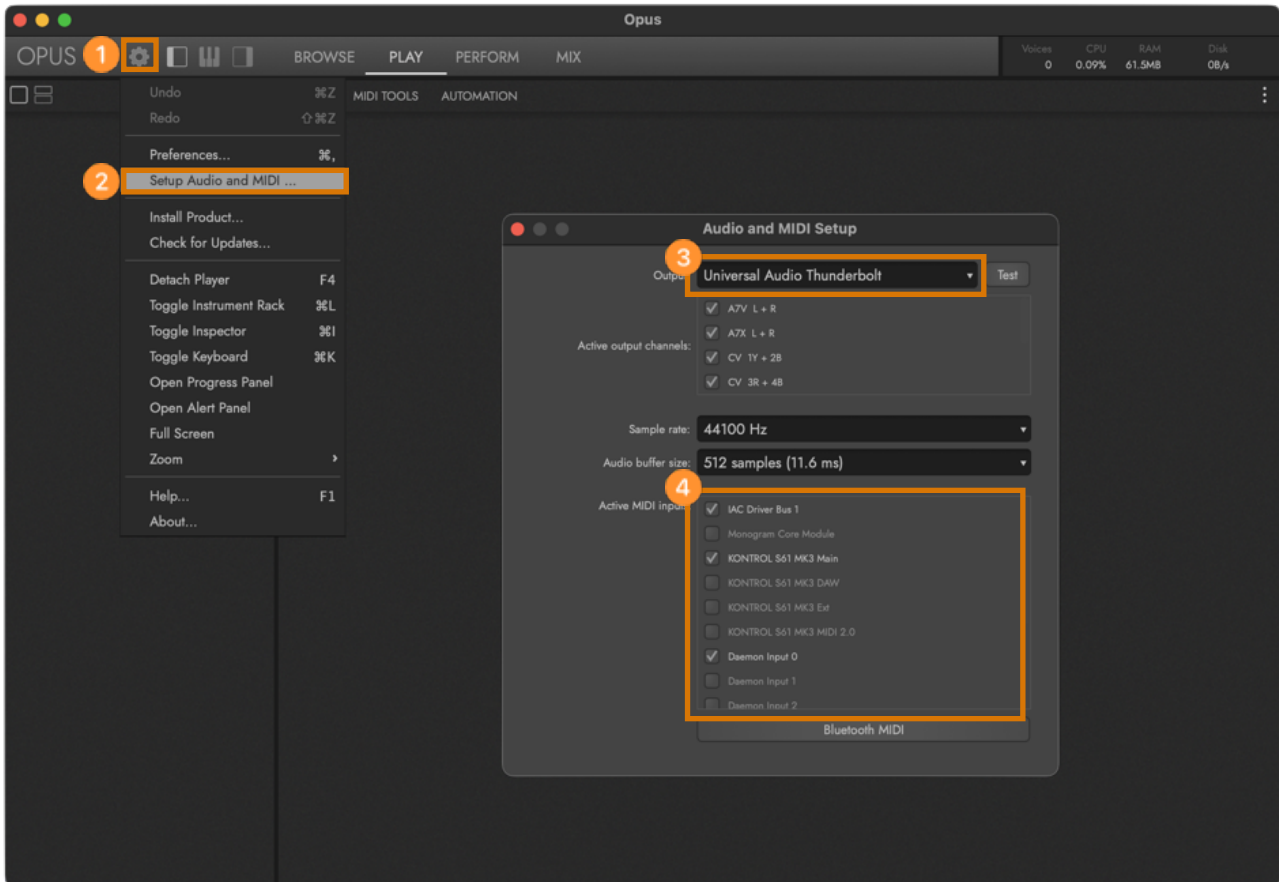 Opus
OPUS 1 BROWSE PLAY PERFORM MIX
Voices CPU RAM Disk
0 0.09% 61.5MB 0B/s
MIDI TOOLS AUTOMATION
Undo ⌘Z
Redo ⇧⌘Z
Preferences... ⌘,
2 Setup Audio and MIDI ...
Install Product...
Check for Updates...
Detach Player F4
Toggle Instrument Rack ⌘L
Toggle Inspector ⌘I
Toggle Keyboard ⌘K
Open Progress Panel
Open Alert Panel
Full Screen
Zoom ›
Help... F1
About...
Audio and MIDI Setup
3
Universal Audio Thunderbolt Test
Active output channels:
A7V L + R
A7X L + R
CV 1Y + 2B
CV 3R + 4B
Sample rate: 44100 Hz
Audio buffer size: 512 samples (11.6 ms)
4
Active MIDI
IAC Driver Bus 1
Monogram Core Module
KONTROL S61 MK3 Main
KONTROL S61 MK3 DAW
KONTROL S61 MK3 Ext
KONTROL S61 MK3 MIDI 2.0
Daemon Input 0
Daemon Input 1
Daemon Input 2
Bluetooth MIDI